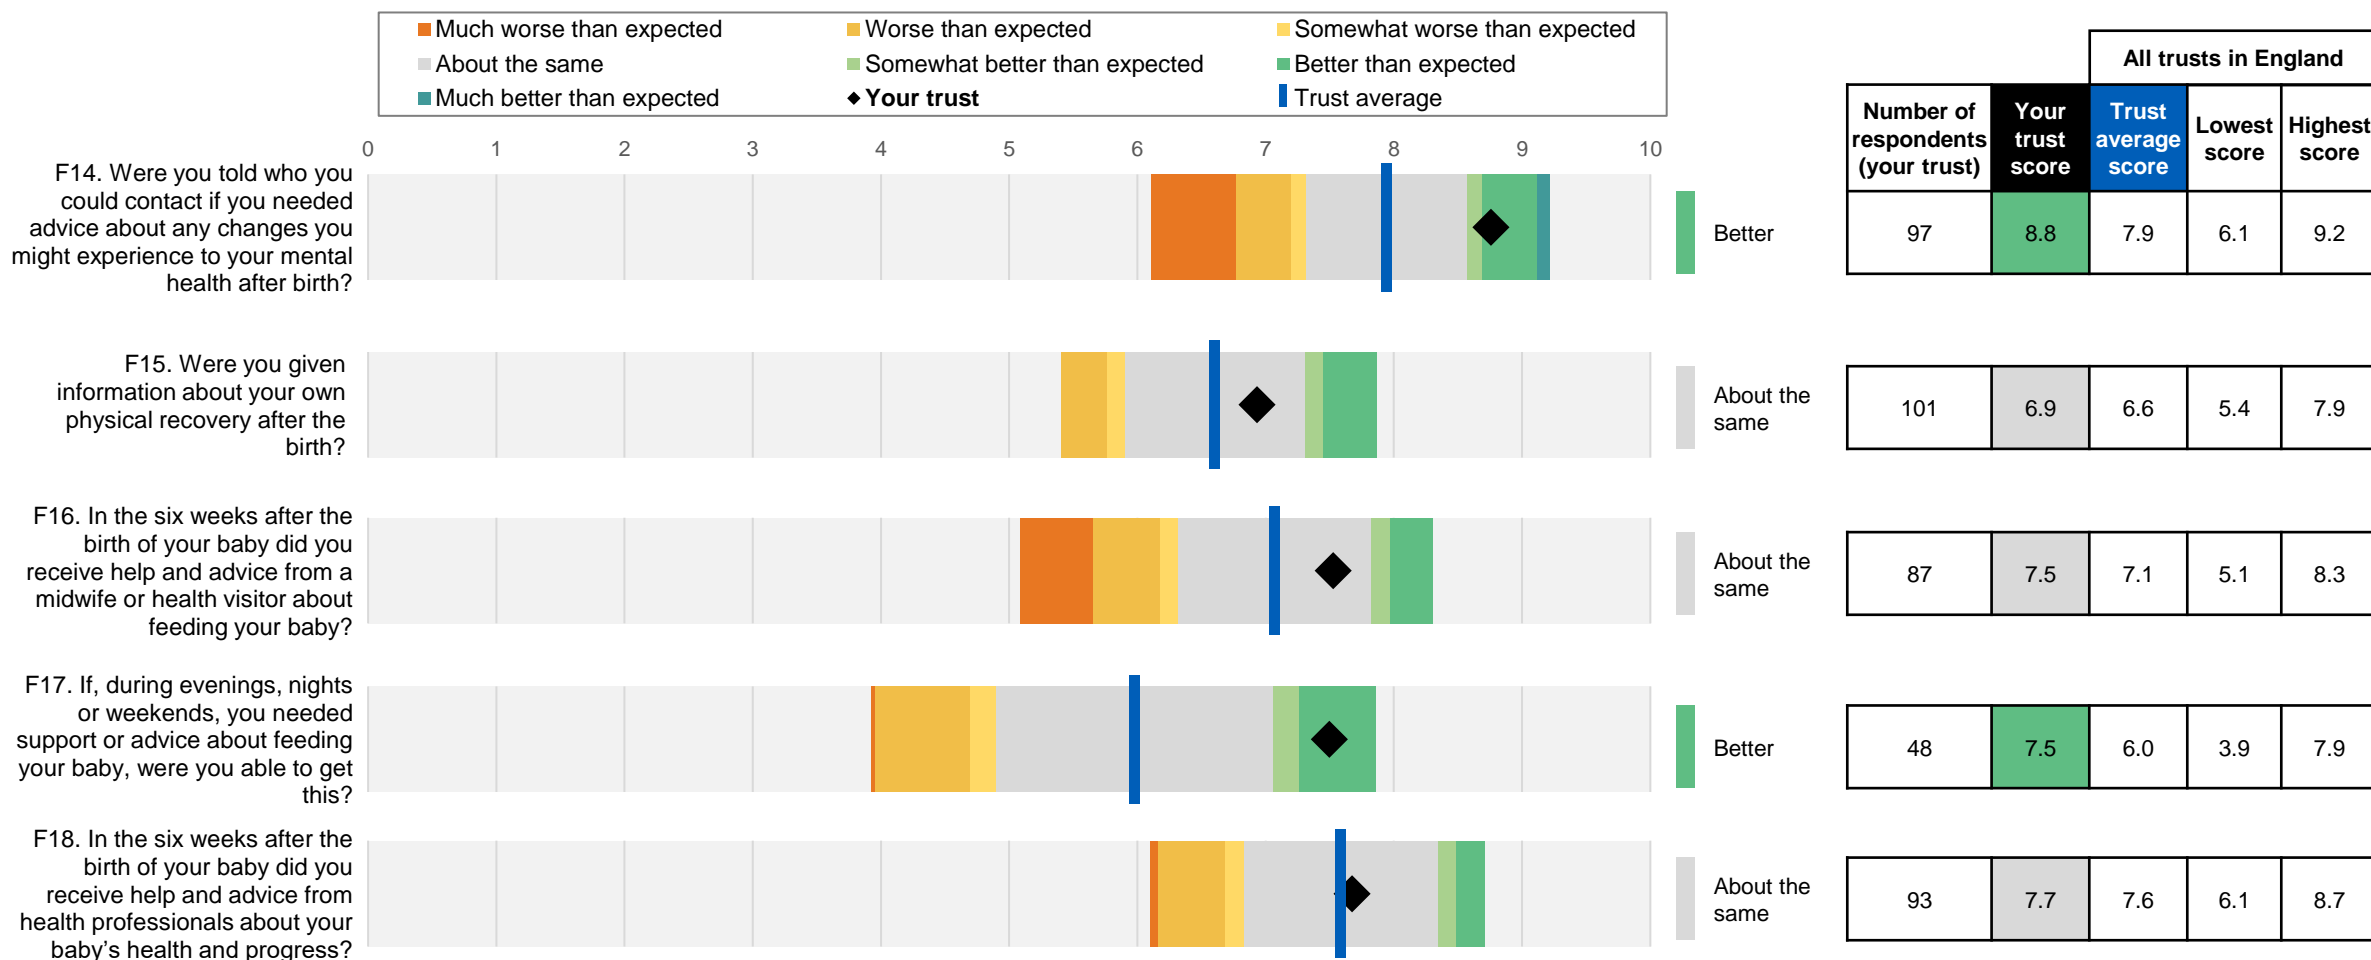 Much worse than expected
Worse than expected
Somewhat worse than expected
About the same
Somewhat better than expected
Better than expected
Much better than expected
Your trust
Trust average
All trusts in England
Number of
respondents
(your trust)
Your
trust
score
Trust
average
score
Lowest
score
Highest
score
0 1 2 3 4 5 6 7 8 9 10
F14. Were you told who you
could contact if you needed
advice about any changes you
might experience to your mental
health after birth?
Better
97 8.8 7.9 6.1 9.2
F15. Were you given
information about your own
physical recovery after the
birth?
About the
same
101 6.9 6.6 5.4 7.9
F16. In the six weeks after the
birth of your baby did you
receive help and advice from a
midwife or health visitor about
feeding your baby?
About the
same
87 7.5 7.1 5.1 8.3
F17. If, during evenings, nights
or weekends, you needed
support or advice about feeding
your baby, were you able to get
this?
Better
48 7.5 6.0 3.9 7.9
F18. In the six weeks after the
birth of your baby did you
receive help and advice from
health professionals about your
baby’s health and progress?
About the
same
93 7.7 7.6 6.1 8.7